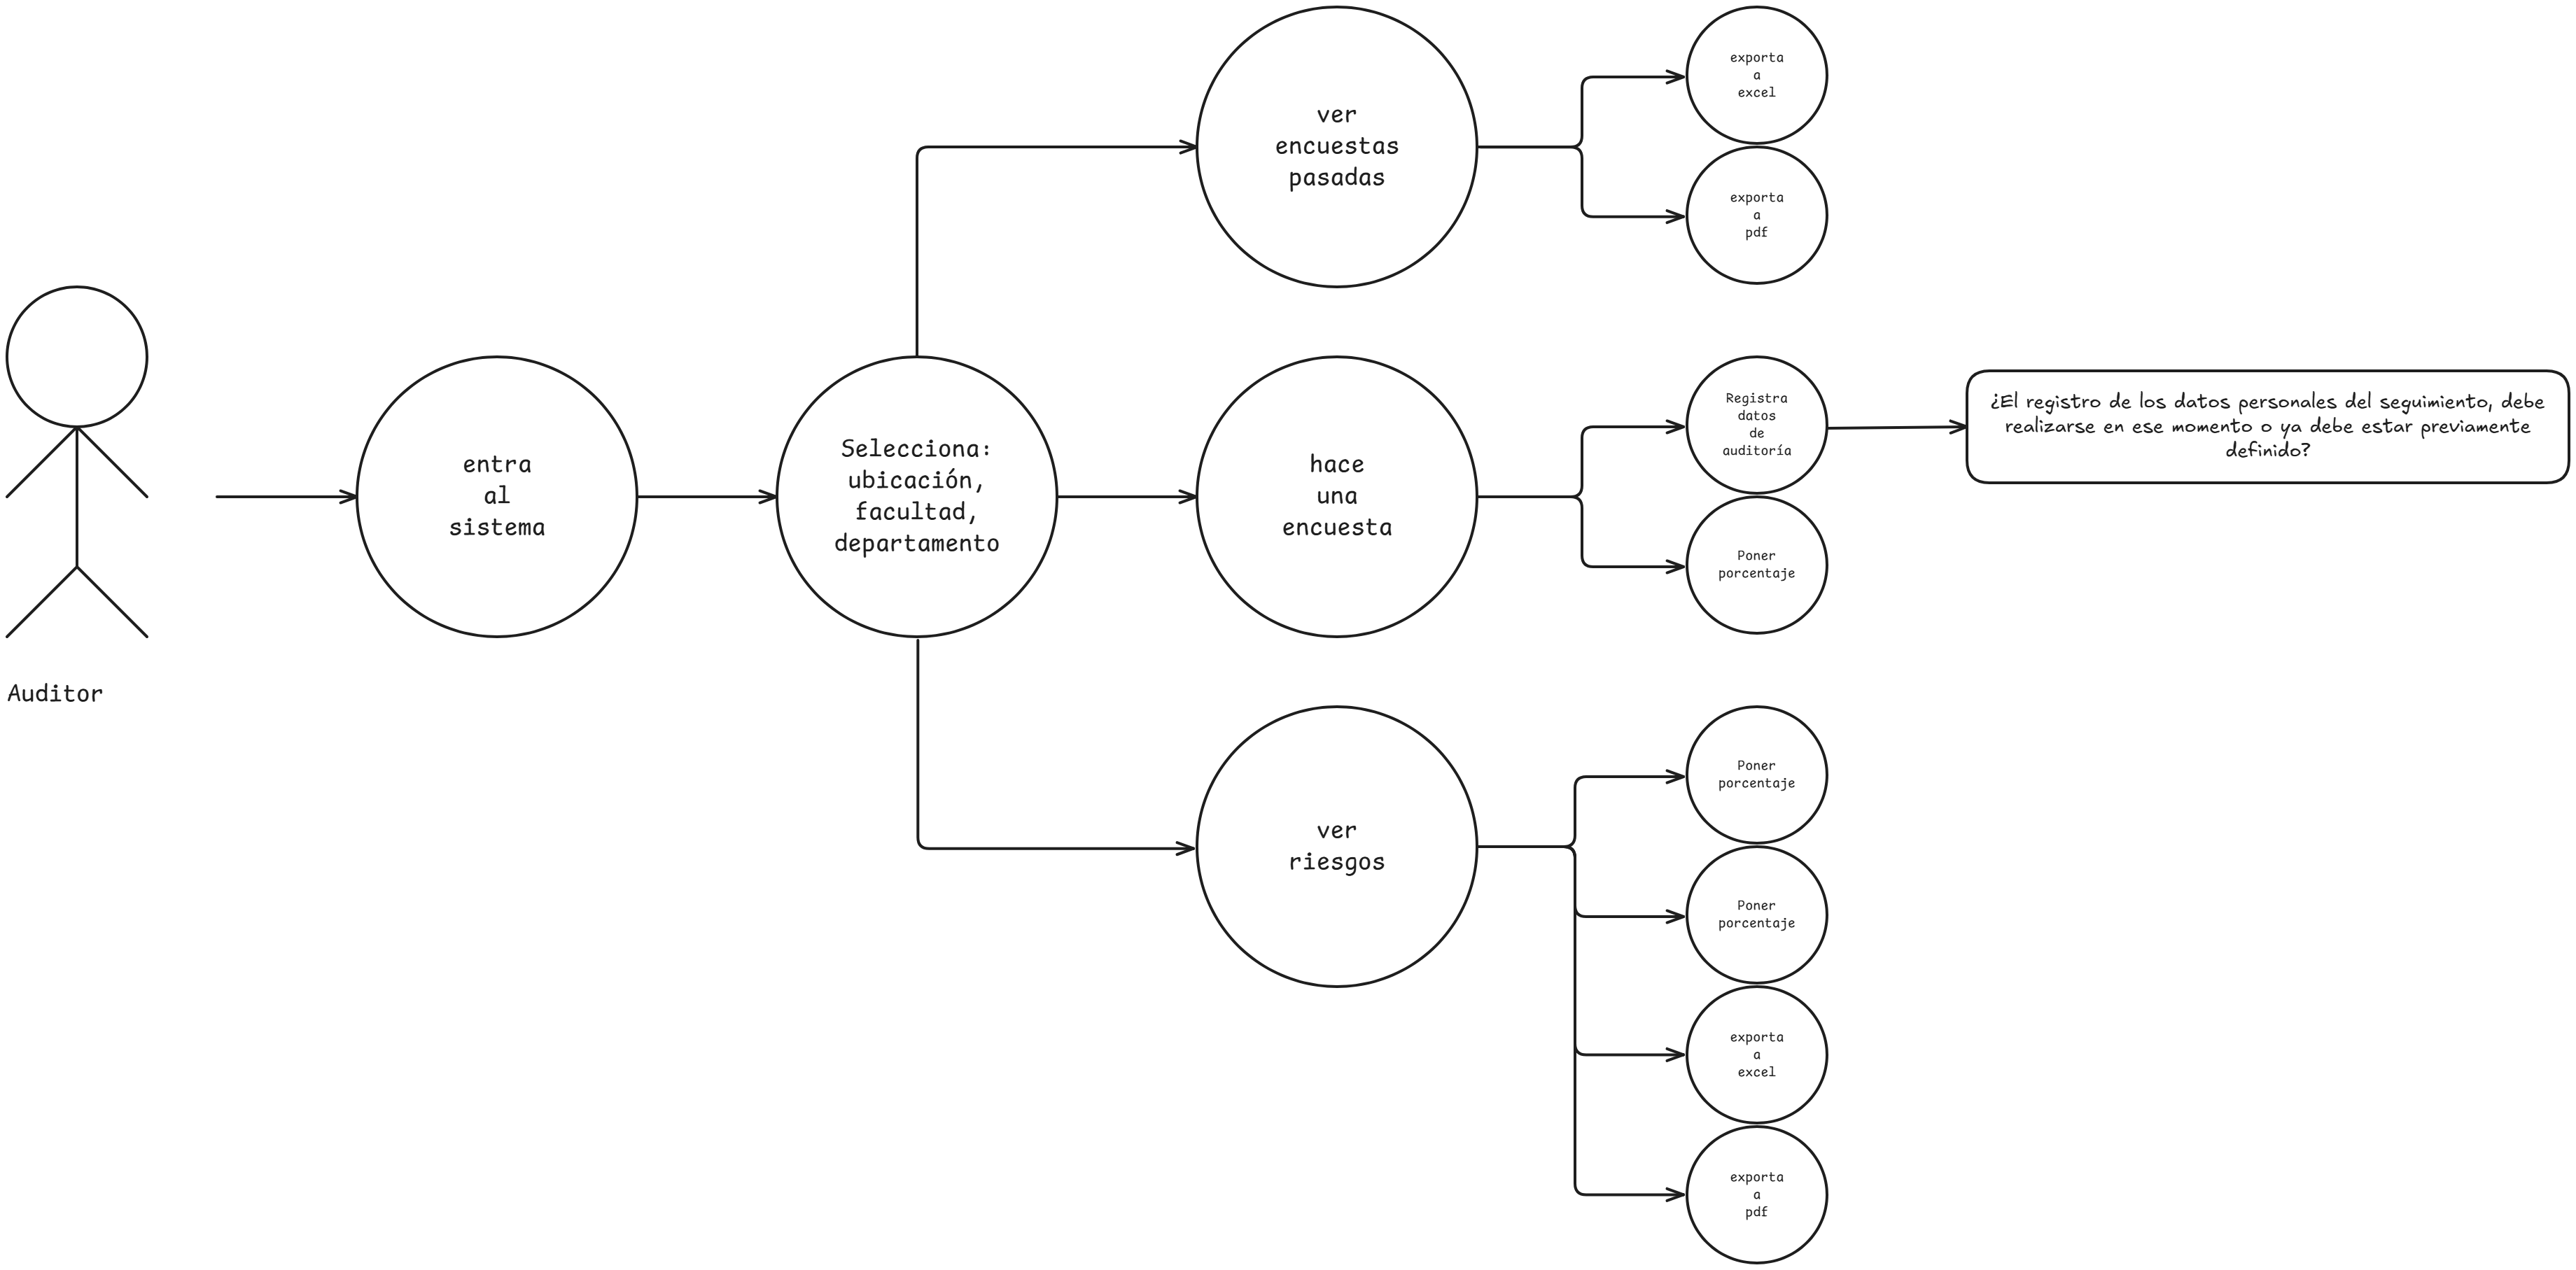 Auditor
entra
al
sistema
Selecciona:
ubicación,
facultad,
departamento
ver
encuestas
pasadas
exporta
a
excel
exporta
a
pdf
hace
una
encuesta
Registra
datos
de
auditoría
¿El registro de los datos personales del seguimiento, debe
realizarse en ese momento o ya debe estar previamente
definido?
Poner
porcentaje
ver
riesgos
Poner
porcentaje
Poner
porcentaje
exporta
a
excel
exporta
a
pdf